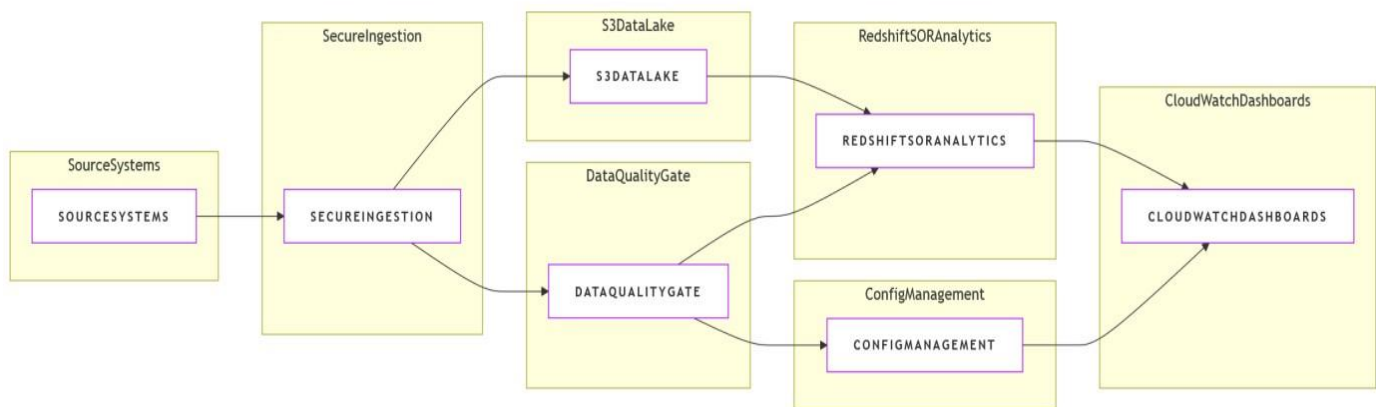 SourceSystems
SOURCESYSTEMS
SecureIngestion
SECUREINGESTION
S3DataLake
S3DATALAKE
DataQualityGate
DATAQUALITYGATE
RedshiftSORAnalytics
REDSHIFTSORANALYTICS
ConfigManagement
CONFIGMANAGEMENT
CloudWatchDashboards
CLOUDWATCHDASHBOARDS